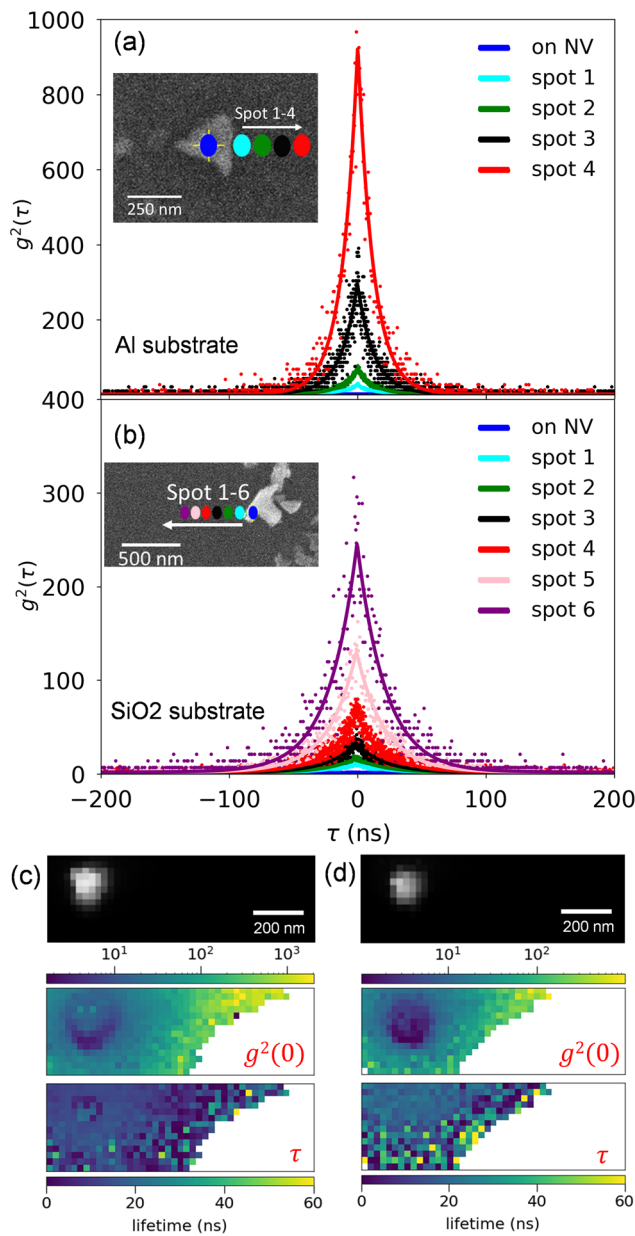 (a)
1000
800
600
400
200
g²(τ)
Spot 1-4
250 nm
Al substrate
on NV
spot 1
spot 2
spot 3
spot 4
(b)
400
300
200
100
0
g²(τ)
Spot 1-6
500 nm
SiO2 substrate
on NV
spot 1
spot 2
spot 3
spot 4
spot 5
spot 6
−200 −100 0 100 200
τ (ns)
(c)
200 nm
10¹ 10² 10³
g²(0)
τ
0 20 40 60
lifetime (ns)
(d)
200 nm
10¹ 10²
g²(0)
τ
0 20 40 60
lifetime (ns)